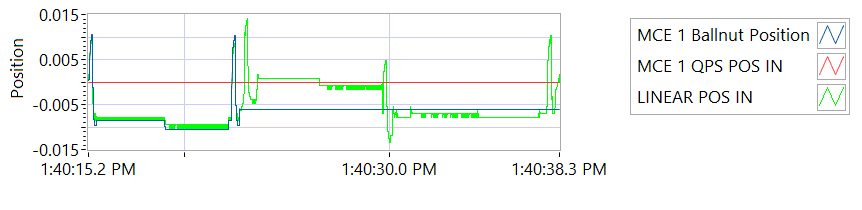 0.015
0.005
-0.005
-0.015
Position
1:40:15.2 PM
1:40:30.0 PM
1:40:38.3 PM
MCE 1 Ballnut Position
MCE 1 QPS POS IN
LINEAR POS IN